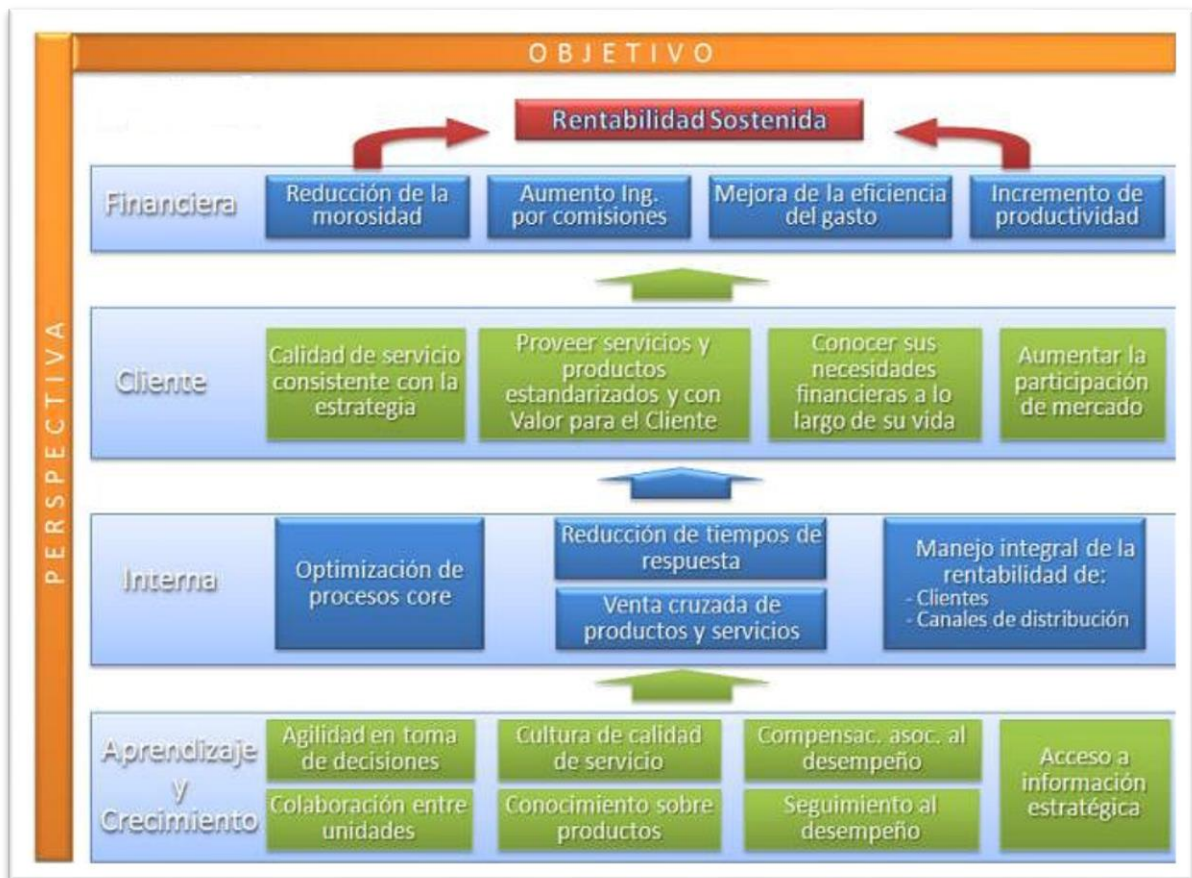 OBJETIVO
PERSPECTIVA
Rentabilidad Sostenida
Financiera
Reducción de la
morosidad
Aumento Ing.
por comisiones
Mejora de la eficiencia
del gasto
Incremento de
productividad
Cliente
Calidad de servicio
consistente con la
estrategia
Proveer servicios y
productos
estandarizados y con
Valor para el Cliente
Conocer sus
necesidades
financieras a lo
largo de su vida
Aumentar la
participación
de mercado
Interna
Optimización de
procesos core
Reducción de tiempos de
respuesta
Venta cruzada de
productos y servicios
Manejo integral de la
rentabilidad de:
- Clientes
- Canales de distribución
Aprendizaje
y
Crecimiento
Agilidad en toma
de decisiones
Cultura de calidad
de servicio
Compensac. asoc. al
desempeño
Colaboración entre
unidades
Conocimiento sobre
productos
Seguimiento al
desempeño
Acceso a
información
estratégica